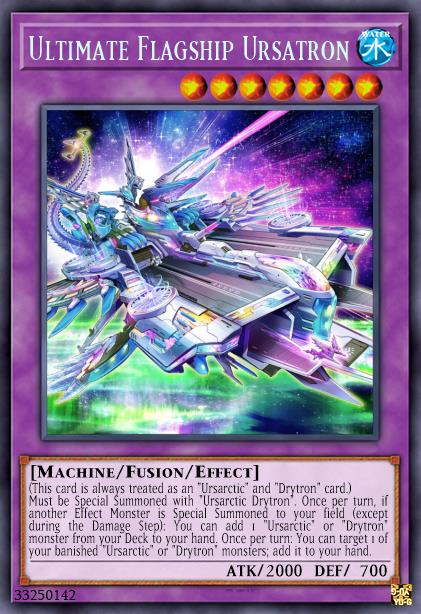 ULTIMATE FLAGSHIP URSATRON
WATER
水
[MACHINE/FUSION/EFFECT]
(This card is always treated as an "Ursarctic" and "Drytron" card.)
Must be Special Summoned with "Ursarctic Drytron". Once per turn, if
another Effect Monster is Special Summoned to your field (except
during the Damage Step): You can add 1 "Ursarctic" or "Drytron"
monster from your Deck to your hand. Once per turn: You can target 1 of
your banished "Ursarctic" or "Drytron" monsters; add it to your hand.
ATK/2000 DEF/ 700
33250142